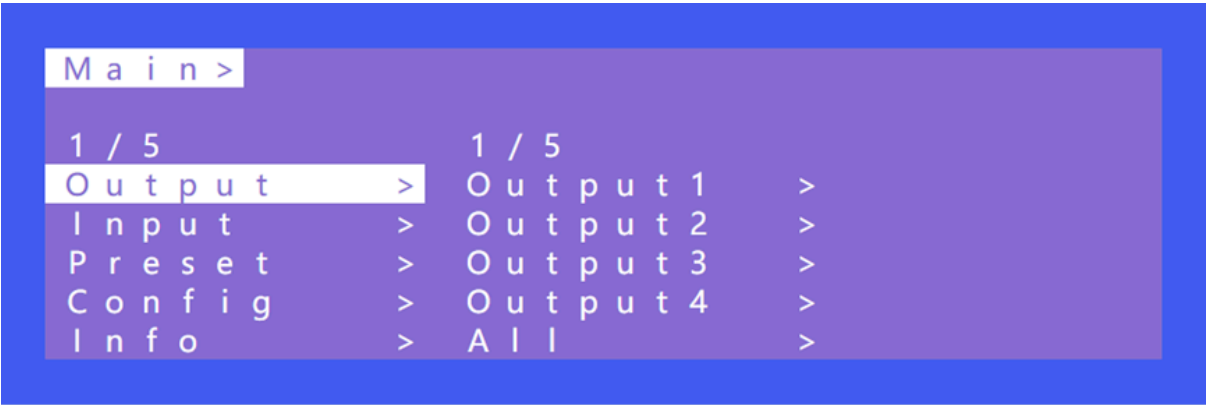 Main>
1/5 1/5
Output > Output1 >
Input > Output2 >
Preset > Output3 >
Config > Output4 >
Info > All >